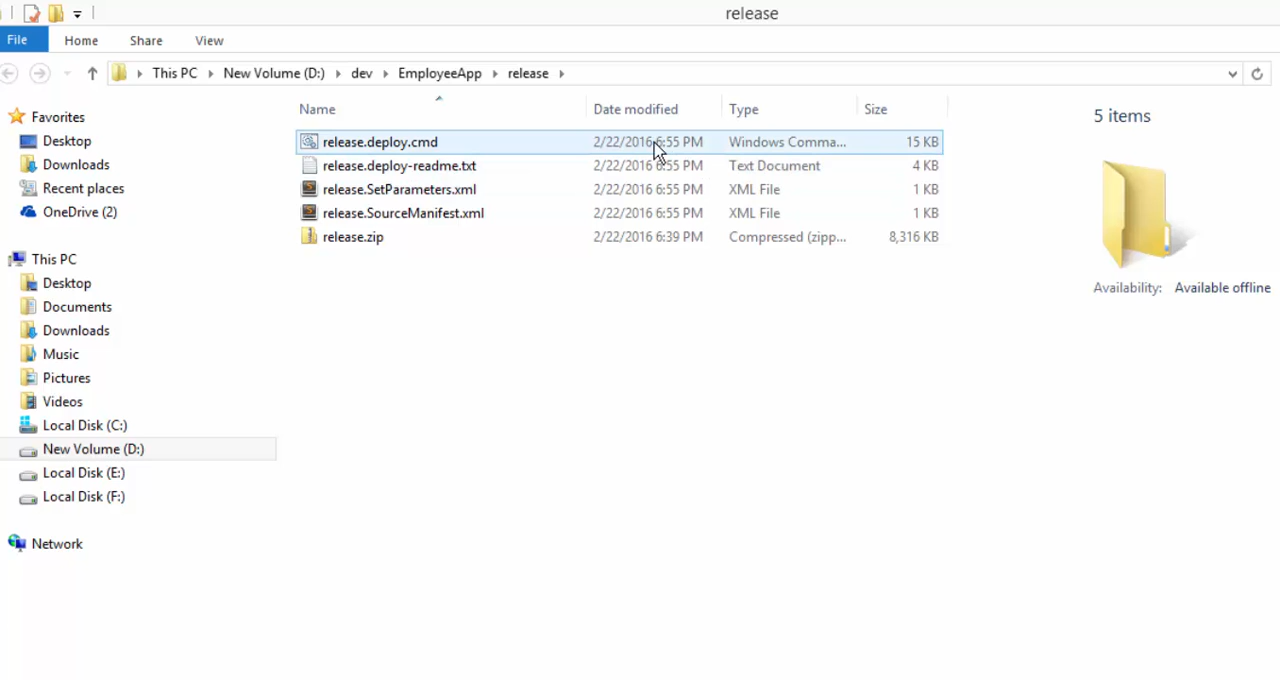 release
File Home Share View
This PC New Volume (D:) dev EmployeeApp release
Name Date modified Type Size
release.deploy.cmd 2/22/2016 6:55 PM Windows Comma... 15 KB
release.deploy-readme.txt 2/22/2016 6:55 PM Text Document 4 KB
release.SetParameters.xml 2/22/2016 6:55 PM XML File 1 KB
release.SourceManifest.xml 2/22/2016 6:55 PM XML File 1 KB
release.zip 2/22/2016 6:39 PM Compressed (zipp... 8,316 KB
Favorites
Desktop
Downloads
Recent places
OneDrive (2)
This PC
Desktop
Documents
Downloads
Music
Pictures
Videos
Local Disk (C:)
New Volume (D:)
Local Disk (E:)
Local Disk (F:)
Network
5 items
Availability: Available offline